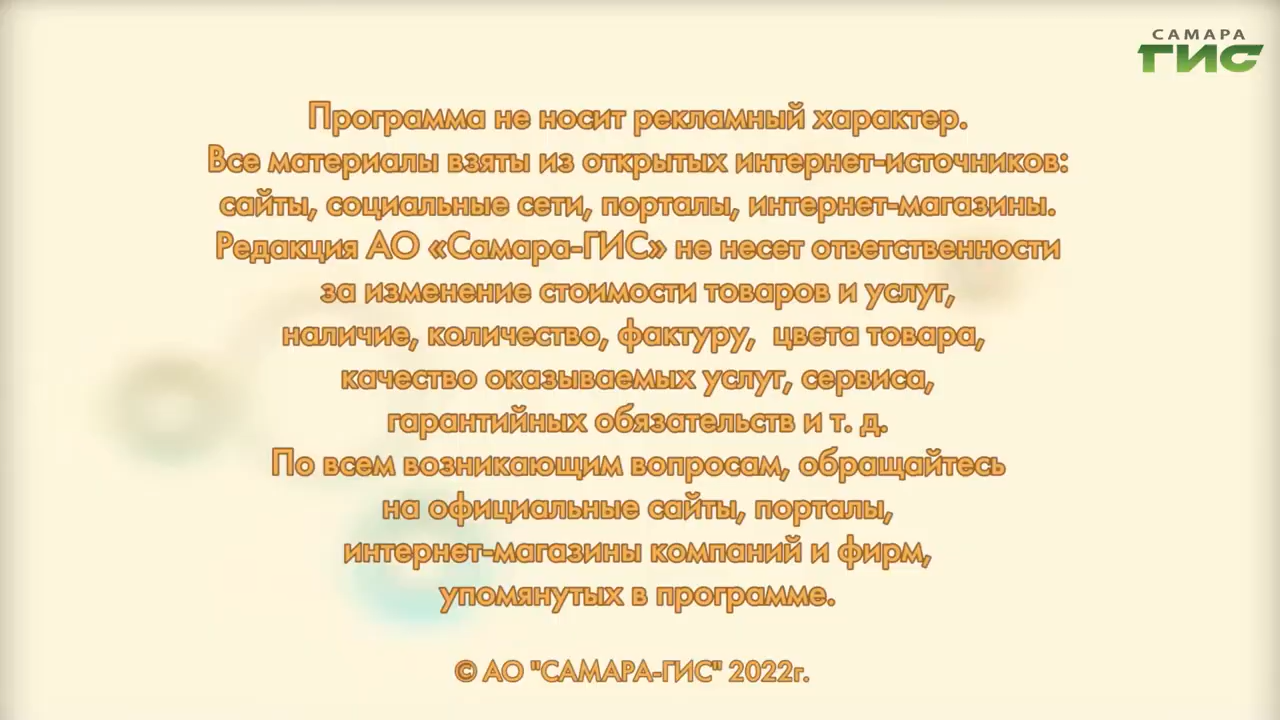 САМАРА
ГИС
Программа не носит рекламный характер.
Все материалы взяты из открытых интернет-источников:
сайты, социальные сети, порталы, интернет-магазины.
Редакция АО «Самара-ГИС» не несет ответственности
за изменение стоимости товаров и услуг,
наличие, количество, фактуру, цвета товара,
качество оказываемых услуг, сервиса,
гарантийных обязательств и т. д.
По всем возникающим вопросам, обращайтесь
на официальные сайты, порталы,
интернет-магазины компаний и фирм,
упомянутых в программе.
© АО "САМАРА-ГИС" 2022г.